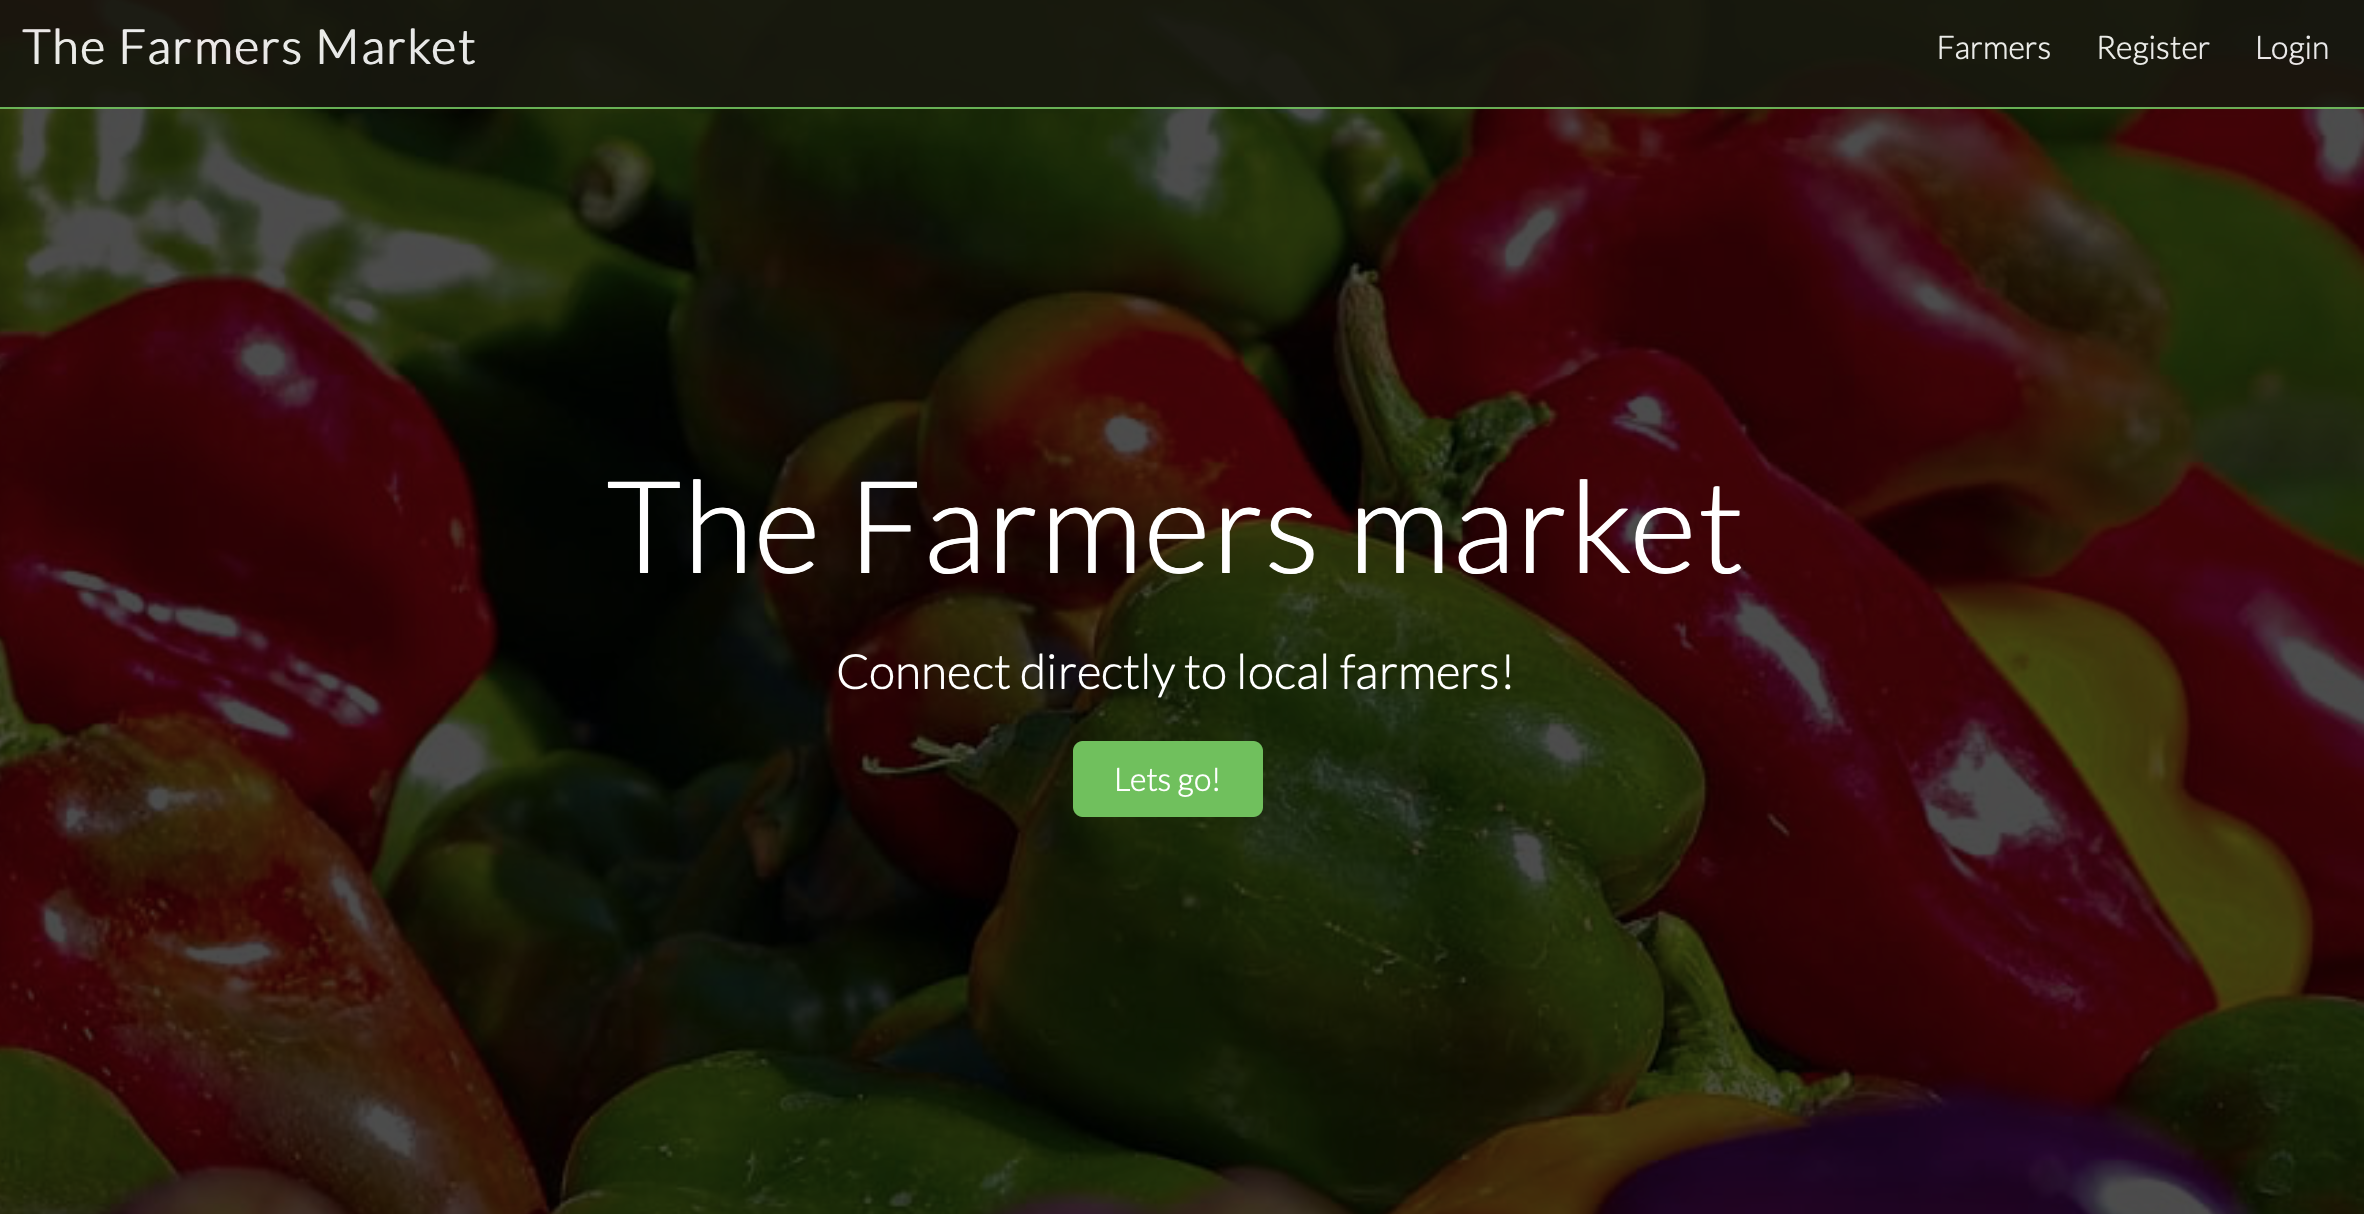 The Farmers Market
Farmers Register Login
The Farmers market
Connect directly to local farmers!
Lets go!